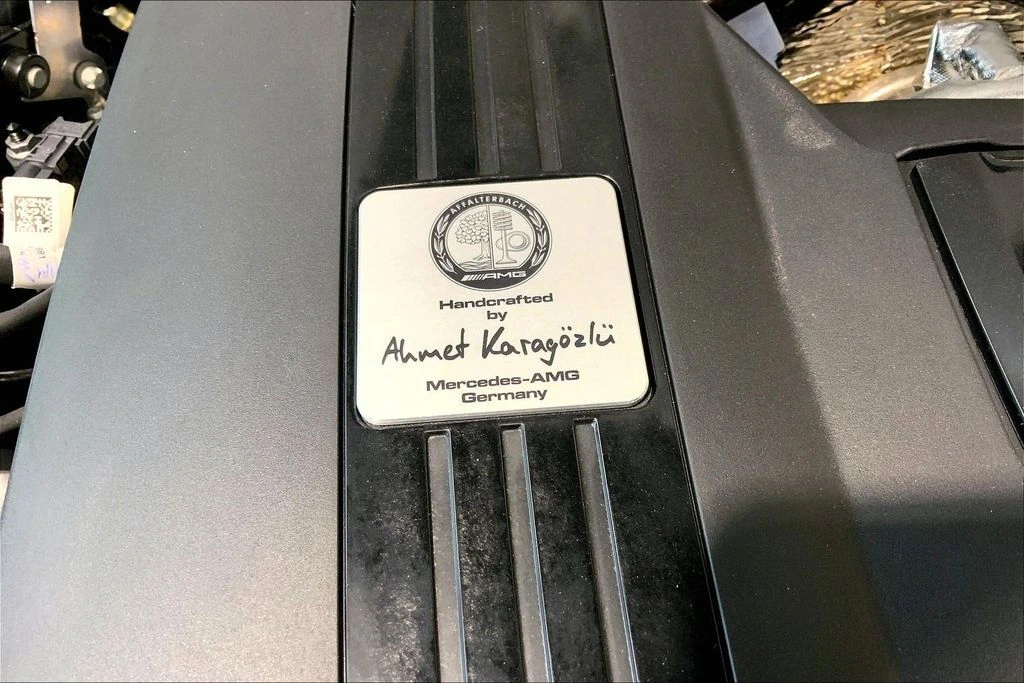 AFFALTERBACH
AMG
Handcrafted
by
Ahmet Karagözlü
Mercedes-AMG
Germany